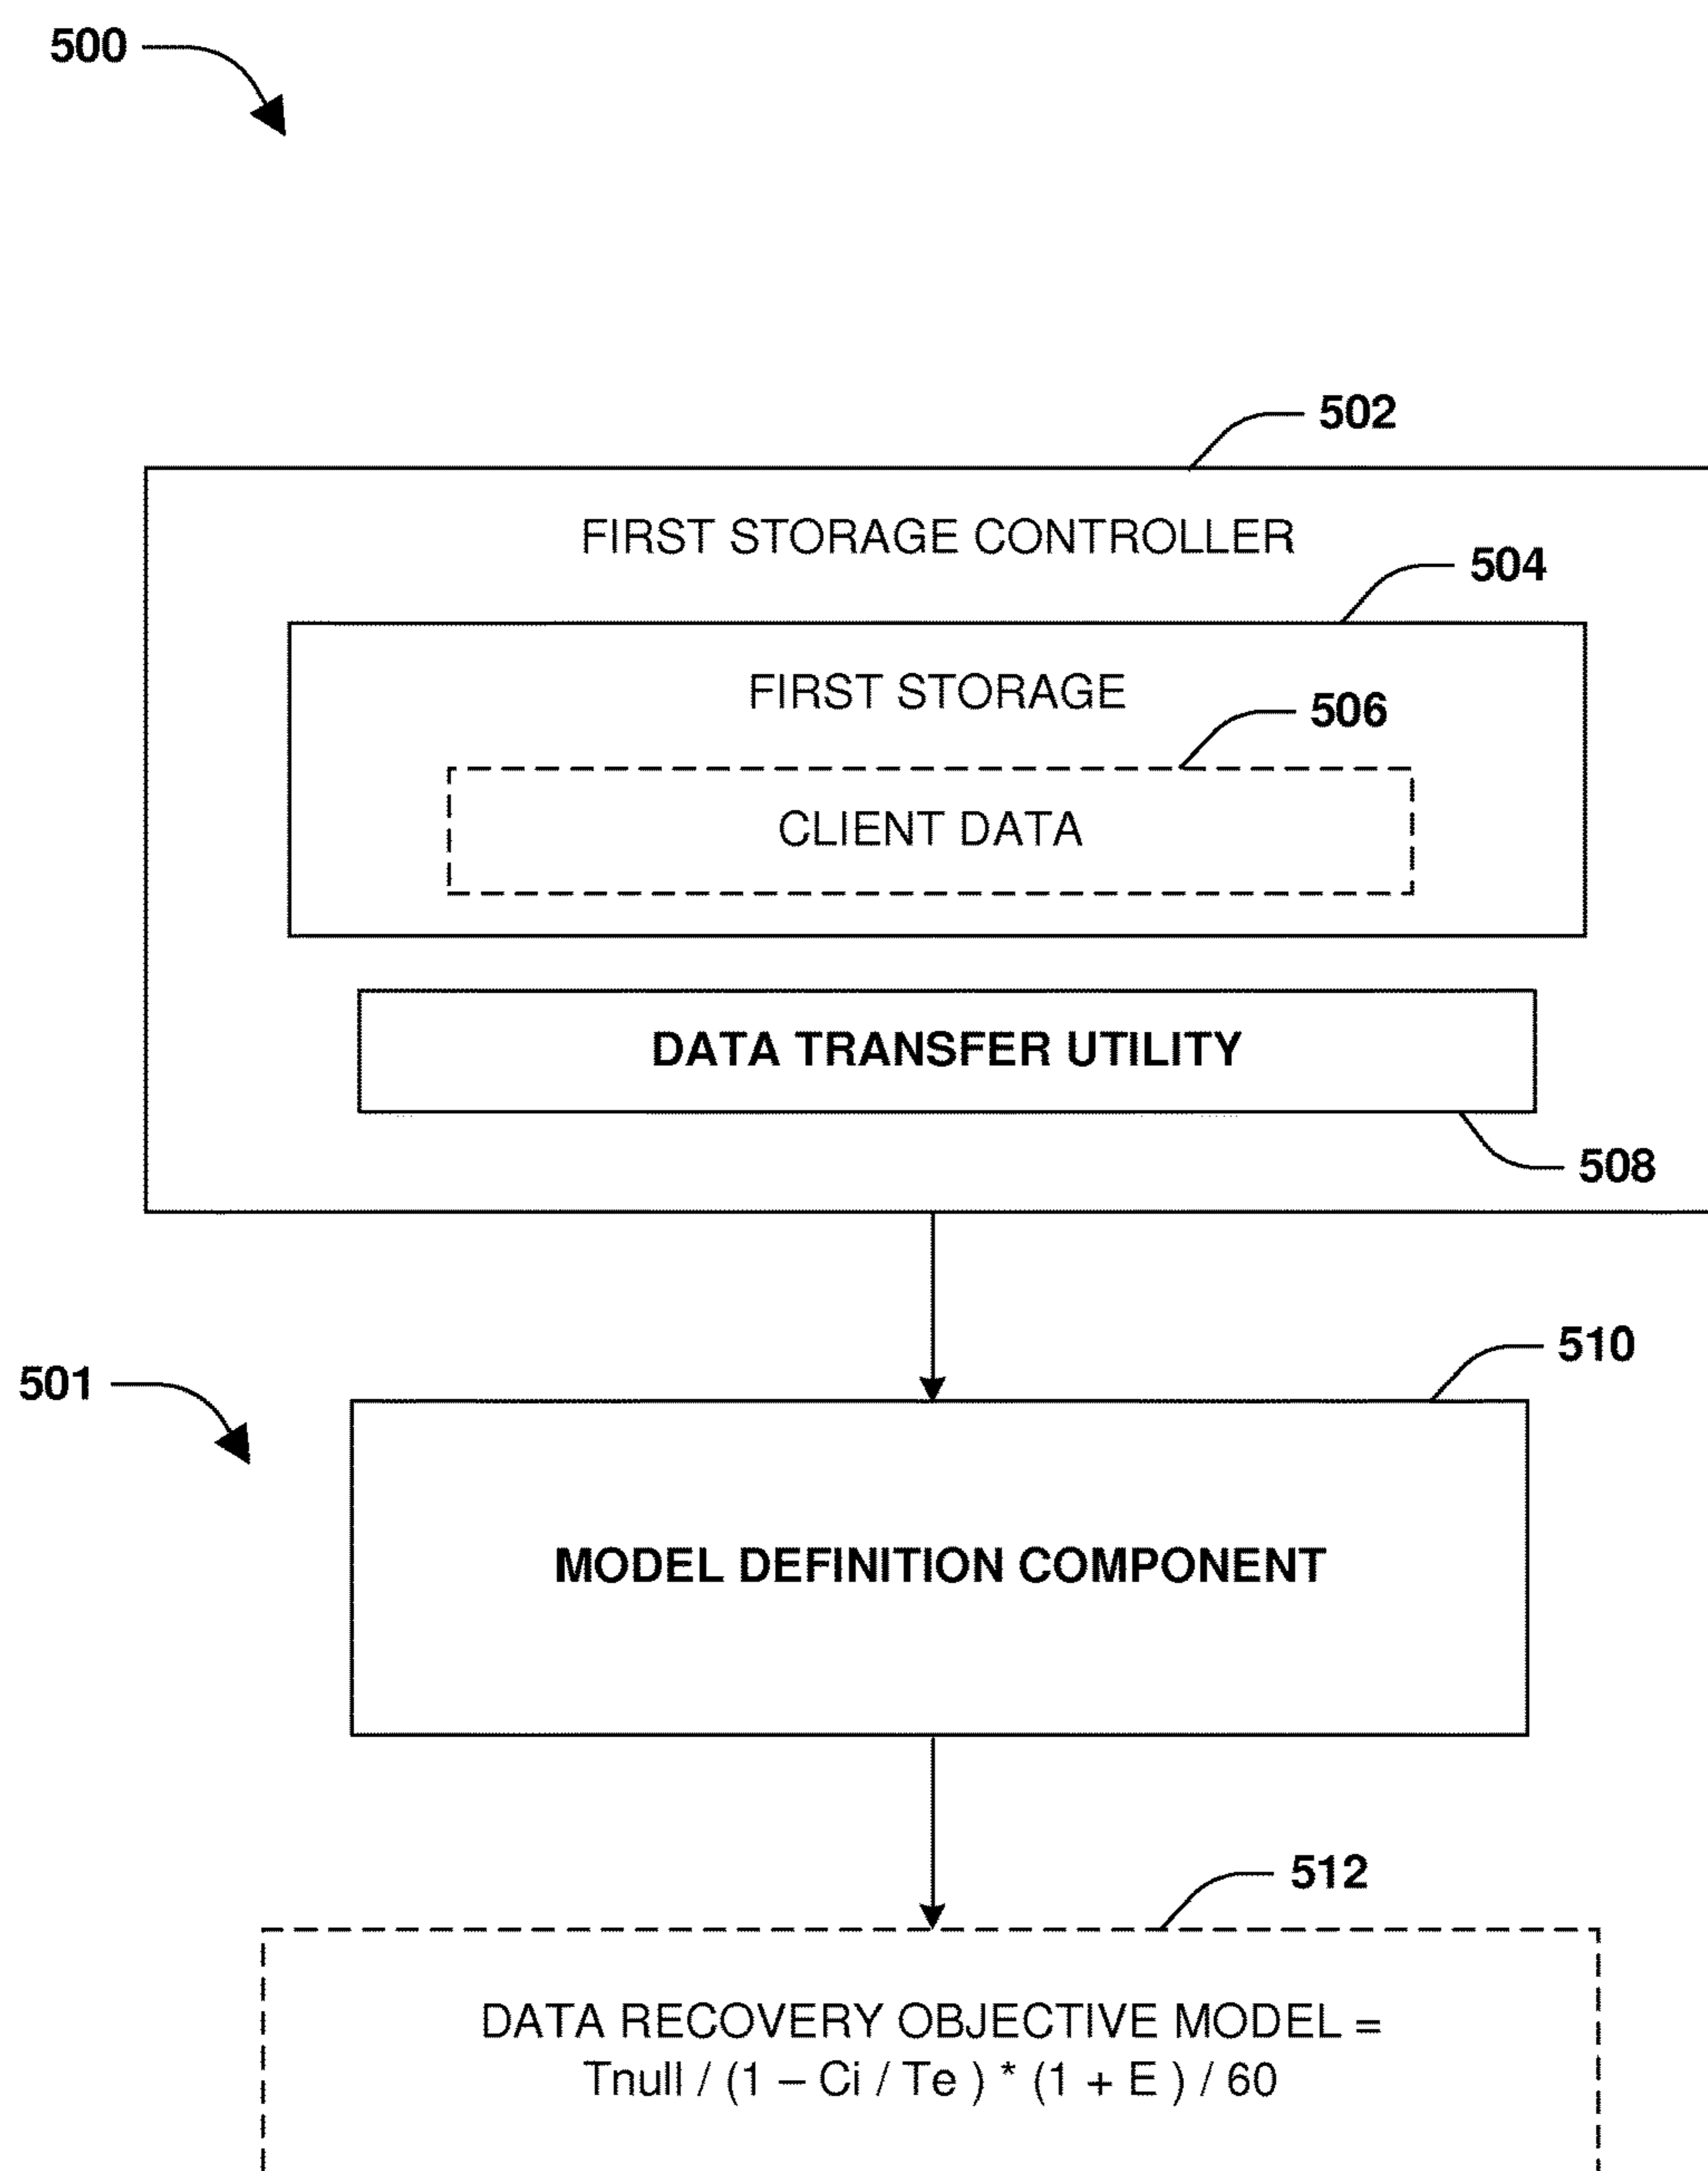 500
502
FIRST STORAGE CONTROLLER
504
FIRST STORAGE
506
CLIENT DATA
DATA TRANSFER UTILITY
508
510
501
MODEL DEFINITION COMPONENT
512
DATA RECOVERY OBJECTIVE MODEL =
Tnull / (1 – Ci / Te ) * (1 + E ) / 60